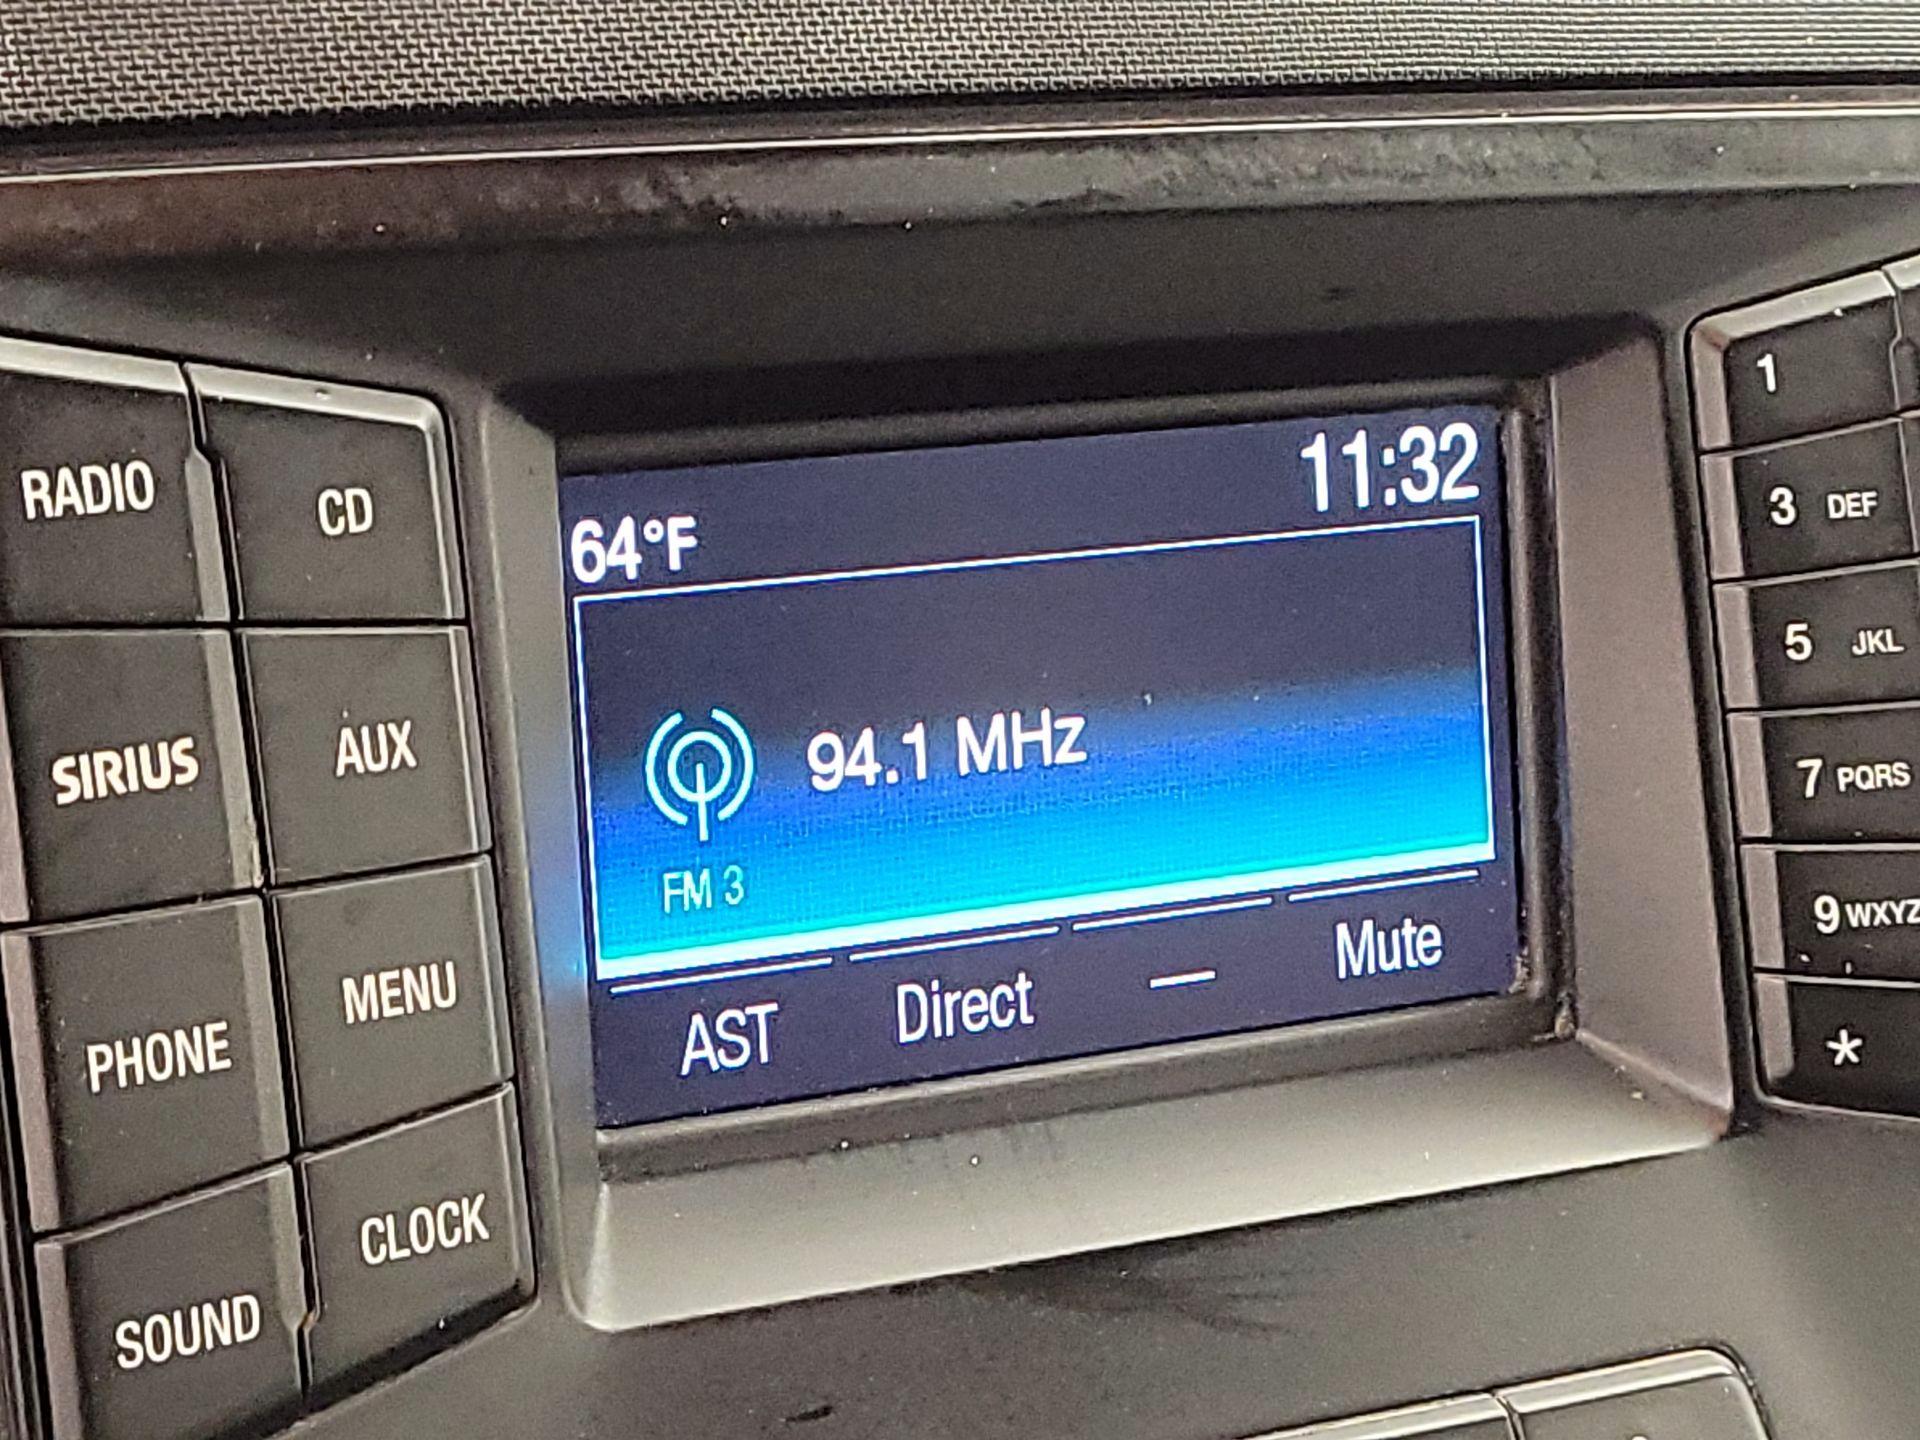 RADIO
CD
SIRIUS
AUX
PHONE
MENU
SOUND
CLOCK
64°F
11:32
94.1 MHz
FM 3
AST
Direct
—
Mute
1
3 DEF
5 JKL
7 PQRS
9 WXYZ
*